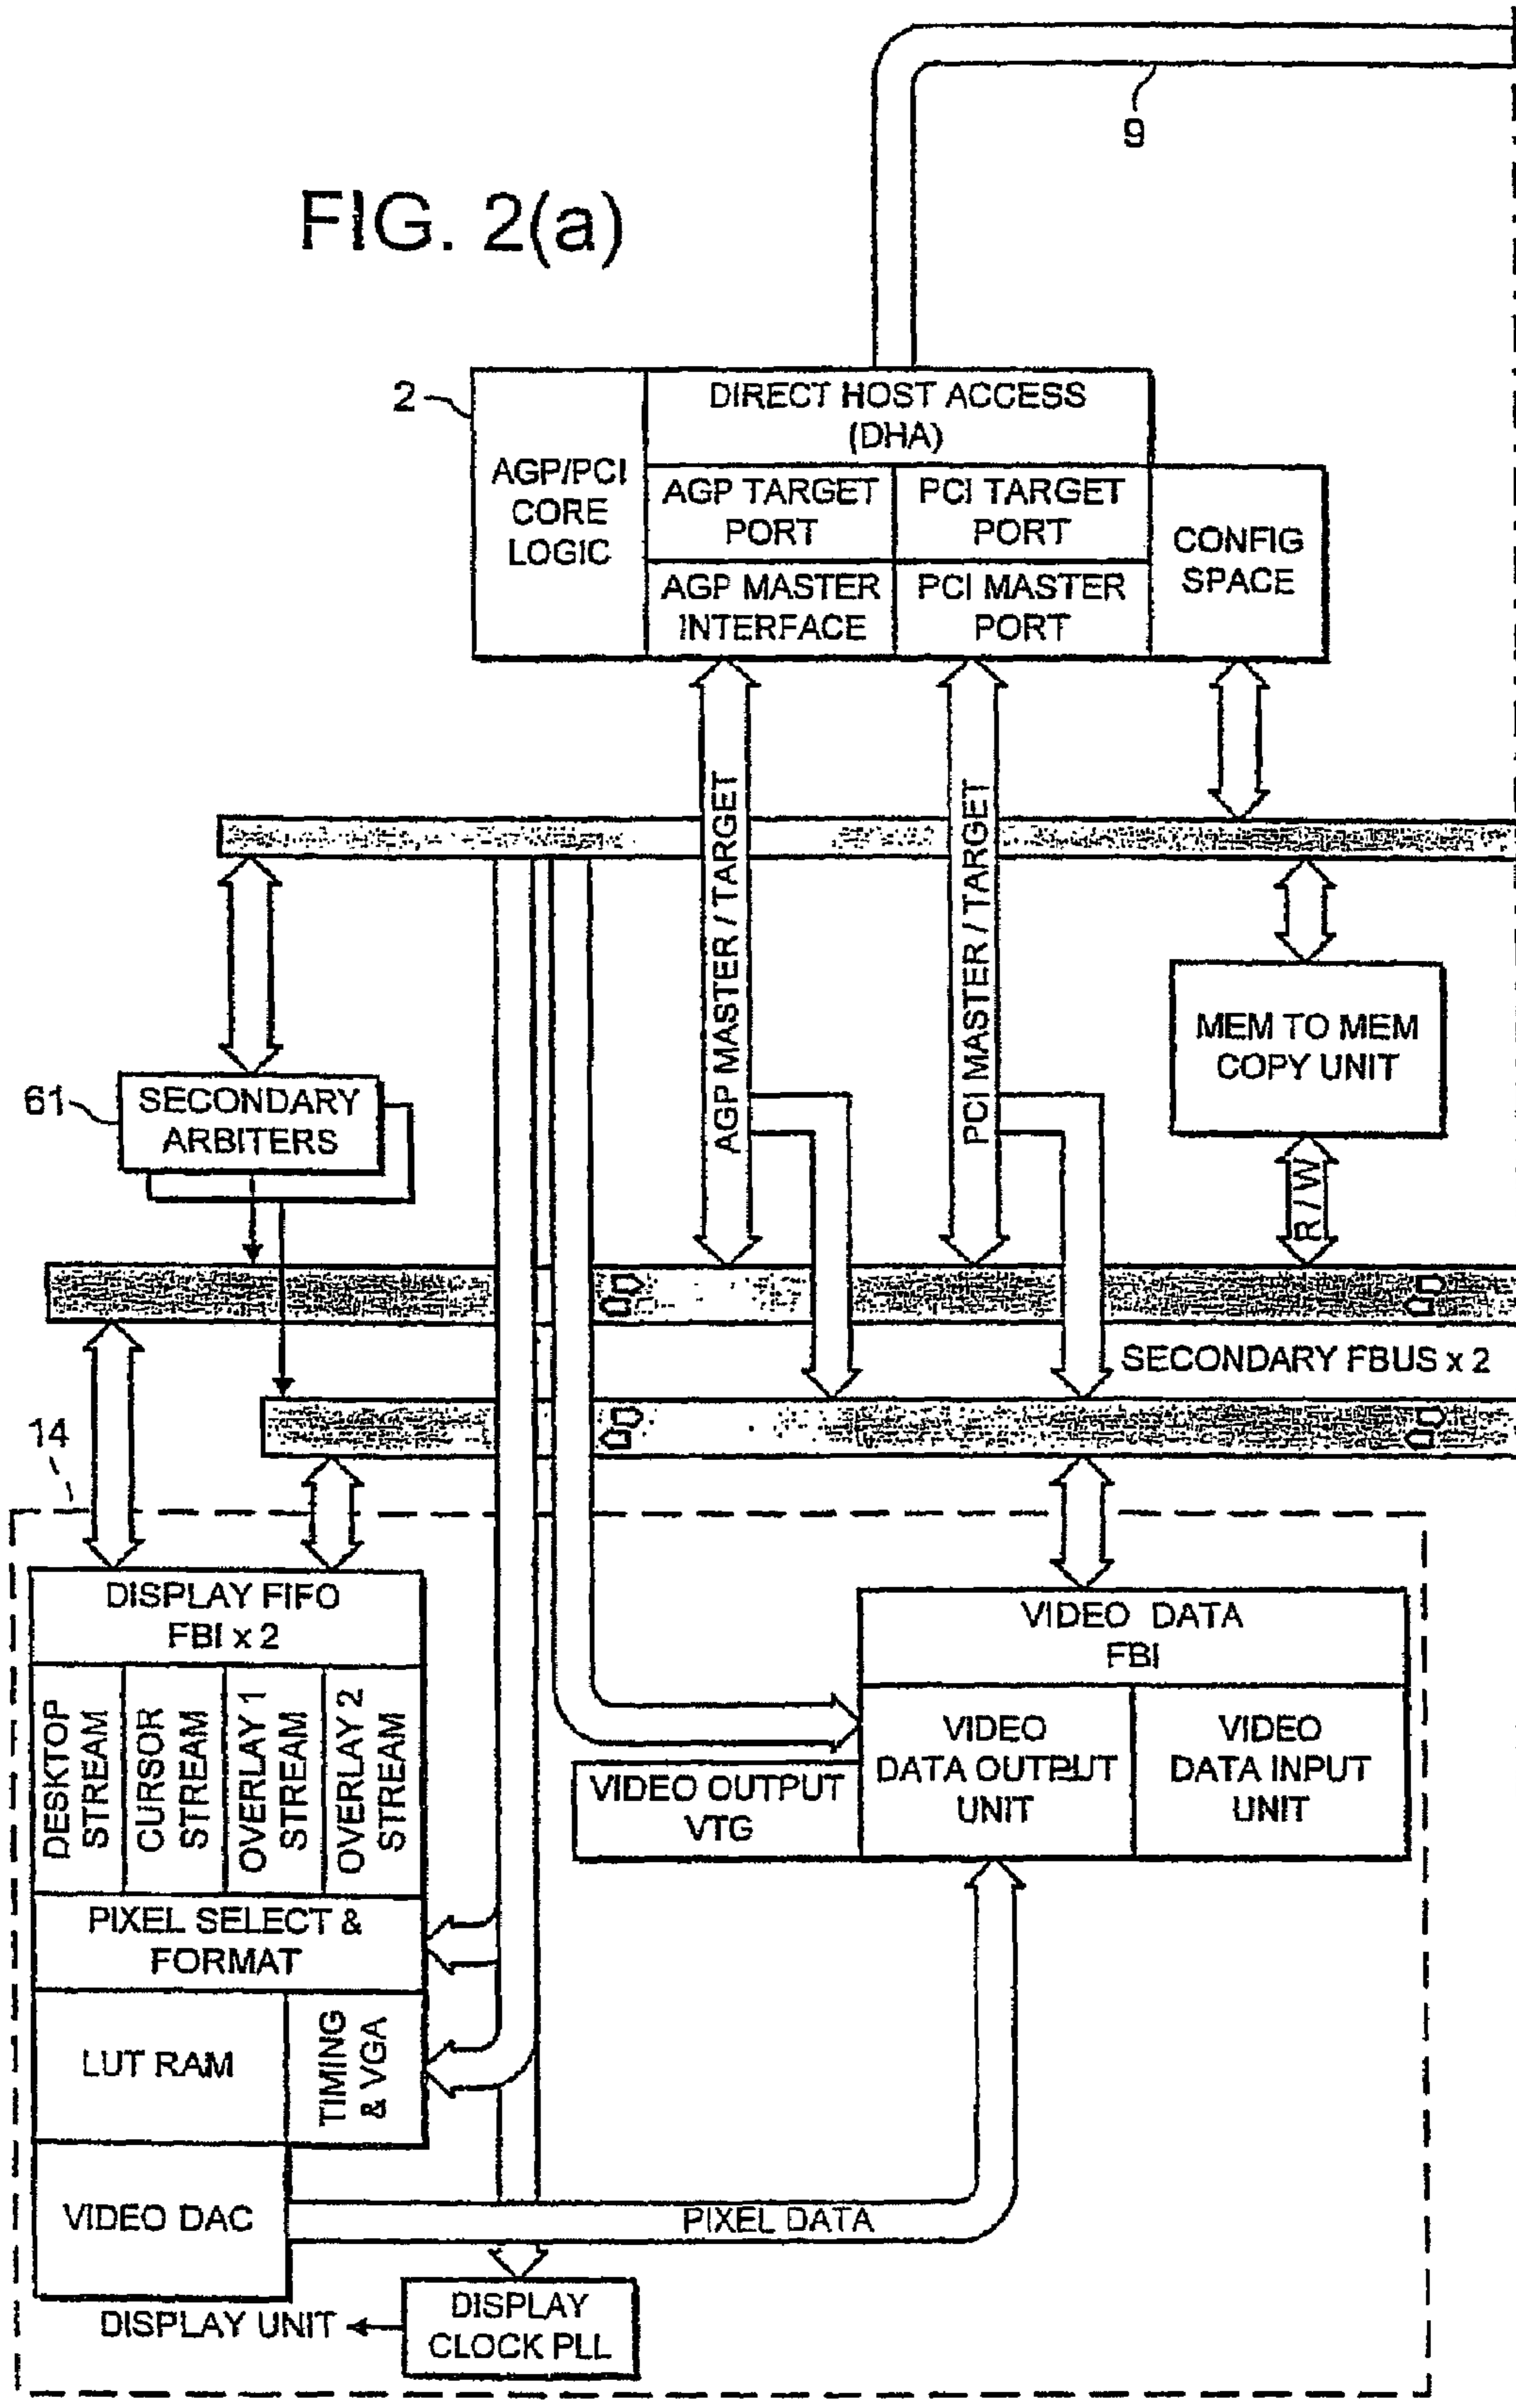 9
FIG. 2(a)
2
DIRECT HOST ACCESS
(DHA)
AGP/PCI
CORE
LOGIC
AGP TARGET
PORT
PCI TARGET
PORT
CONFIG
SPACE
AGP MASTER
INTERFACE
PCI MASTER
PORT
AGP MASTER / TARGET
PCI MASTER / TARGET
MEM TO MEM
COPY UNIT
61
SECONDARY
ARBITERS
R / W
SECONDARY FBUS x 2
14
DISPLAY FIFO
FBI x 2
VIDEO DATA
FBI
DESKTOP
STREAM
CURSOR
STREAM
OVERLAY 1
STREAM
OVERLAY 2
STREAM
VIDEO
DATA OUTPUT
UNIT
VIDEO
DATA INPUT
UNIT
VIDEO OUTPUT
VTG
PIXEL SELECT &
FORMAT
LUT RAM
TIMING
& VGA
VIDEO DAC
PIXEL DATA
DISPLAY UNIT
DISPLAY
CLOCK PLL